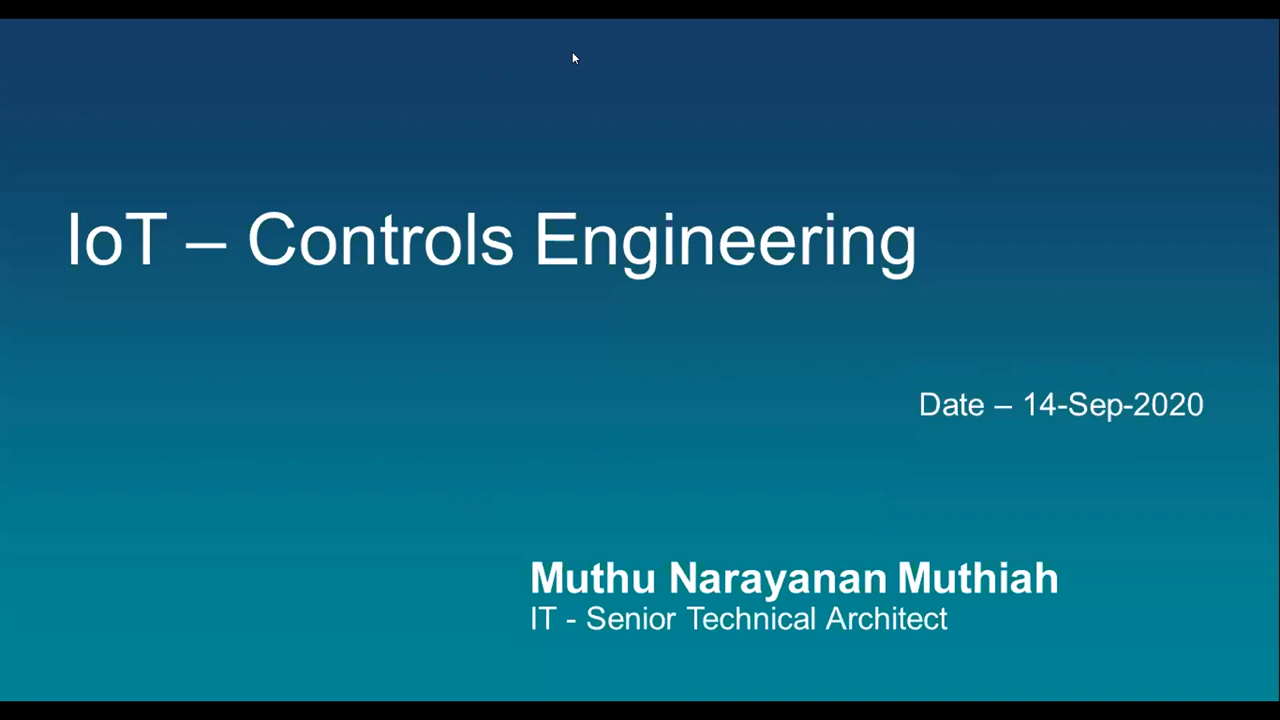 IoT – Controls Engineering
Date – 14-Sep-2020
Muthu Narayanan Muthiah
IT - Senior Technical Architect